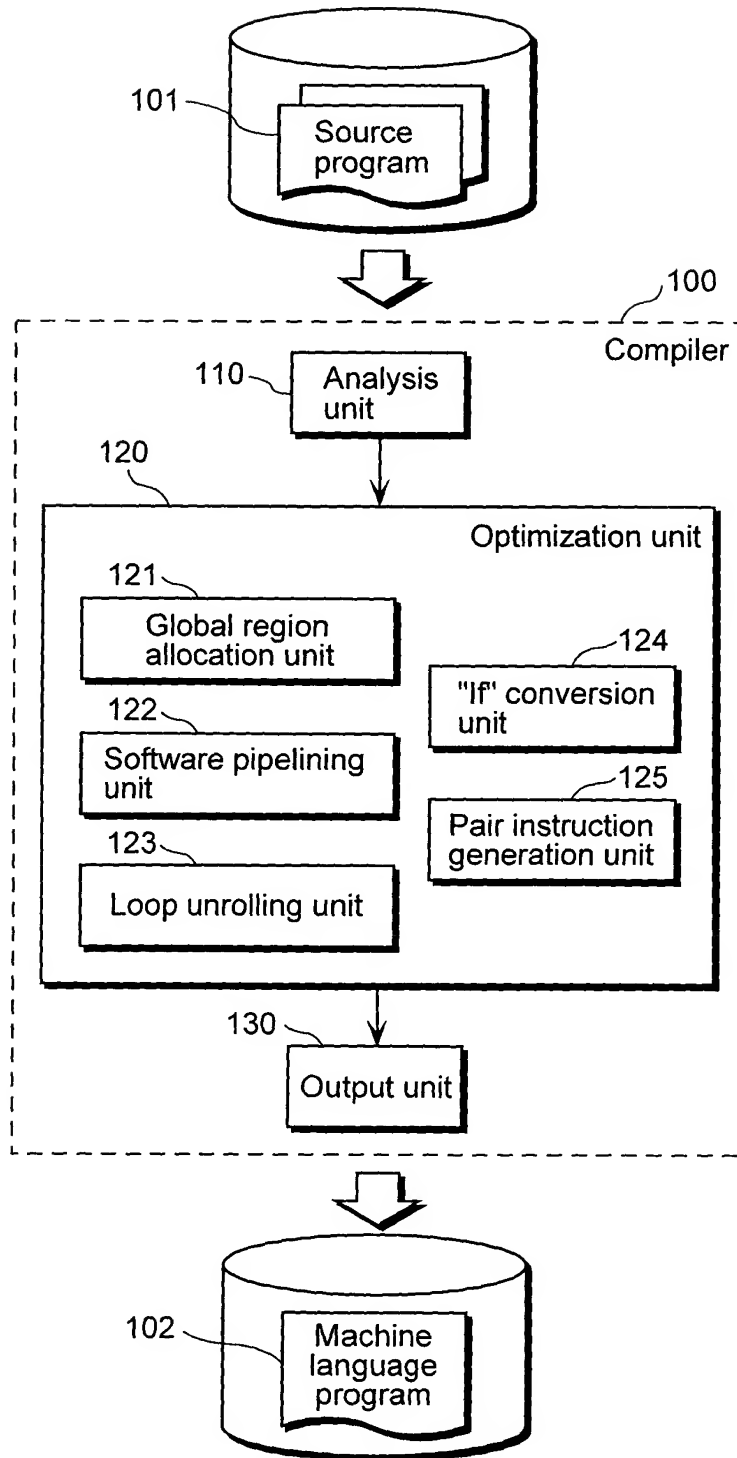 101
Source
program
100
Compiler
110
Analysis
unit
120
Optimization unit
121
Global region
allocation unit
122
Software pipelining
unit
123
Loop unrolling unit
124
"If" conversion
unit
125
Pair instruction
generation unit
130
Output unit
102
Machine
language
program